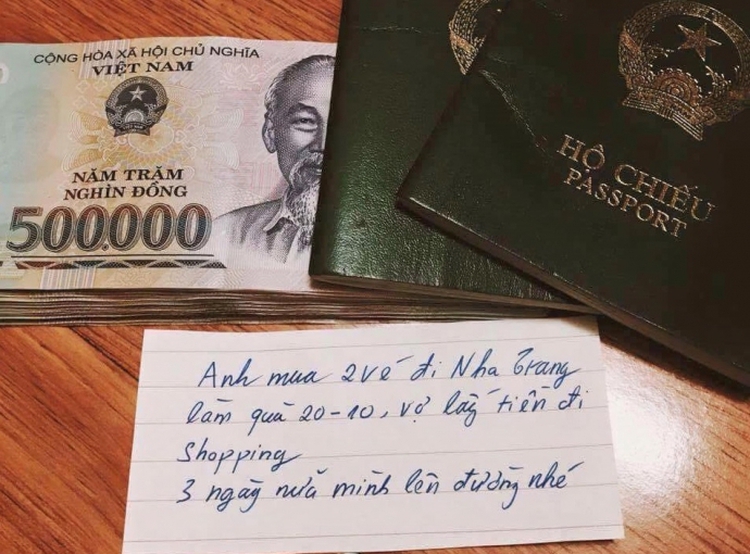 CỘNG HÒA XÃ HỘI CHỦ NGHĨA
VIỆT NAM
NĂM TRĂM
NGHÌN ĐỒNG
500.000
HỘ CHIẾU
PASSPORT
Anh mua 2 vé đi Nha Trang
làm quà 20-10, vợ lấy tiền đi
Shopping
3 ngày nữa mình lên đường nhé